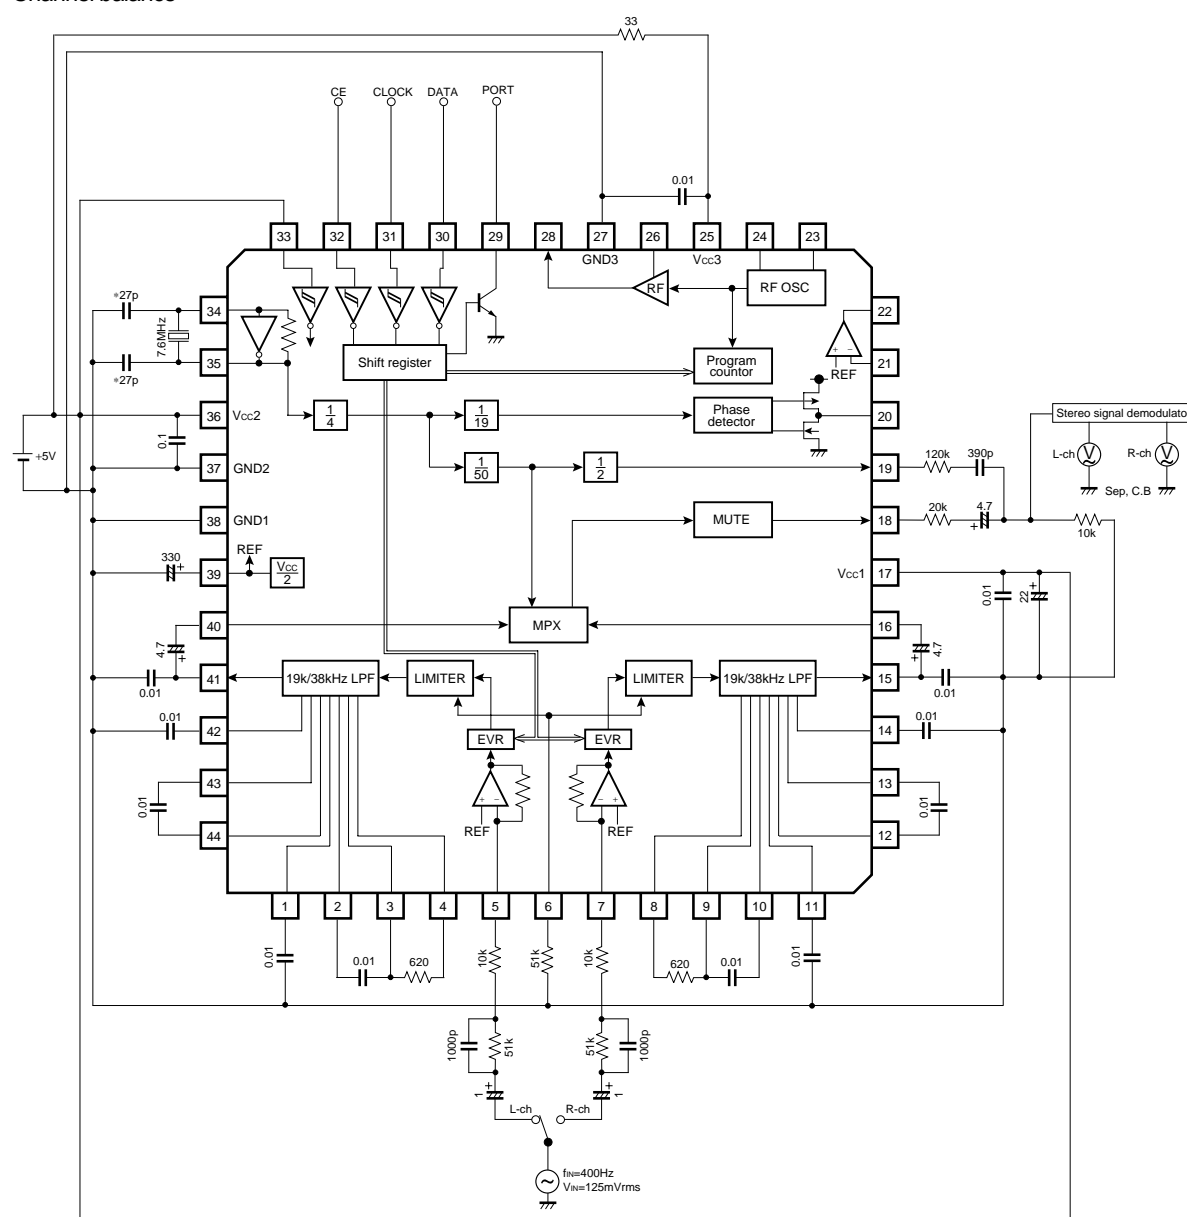 33
CE CLOCK DATA PORT
0.01
33 32 31 30 29 28 27 26 25 24 23
GND3 VCC3
RF RF OSC
*27p 34 22
7.6MHz
+ −
REF
*27p 35 21
Shift register
Program
countor
36 VCC2
1
4
1
19
Phase
detector
20
Stereo signal demodulato
0.1
+5V
L-ch R-ch
V V
Sep, C.B
37 GND2
1
50
1
2
19 120k 390p
38 GND1
MUTE
18 20k 4.7 +
10k
330 + 39 REF
VCC
2
VCC1 17
0.01 22 +
40 MPX 16
4.7 + 4.7 +
0.01 41 19k/38kHz LPF LIMITER LIMITER 19k/38kHz LPF 15 0.01
0.01 42 EVR EVR 14 0.01
43 13
+ − − +
0.01 0.01
REF REF
44 12
1 2 3 4 5 6 7 8 9 10 11
0.01 0.01 620 10k 51k 10k 620 0.01 0.01
1000p 51k 51k 1000p
1 + + 1
L-ch R-ch
fIN=400Hz
VIN=125mVrms